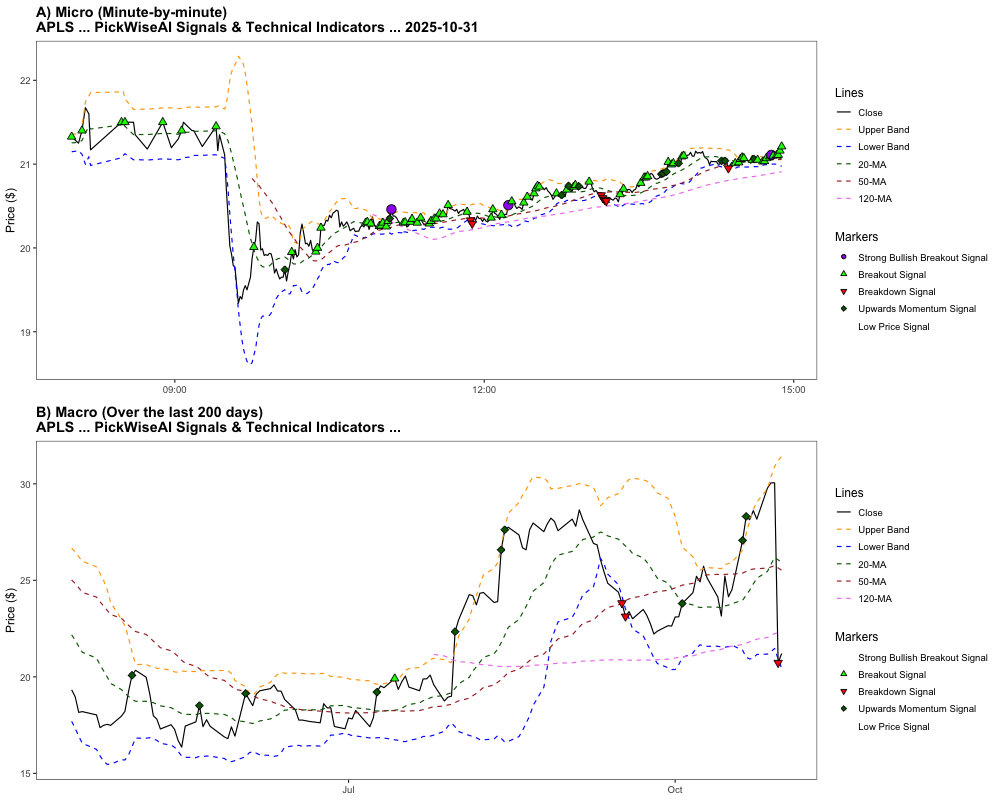 A) Micro (Minute-by-minute)
APLS ... PickWiseAI Signals & Technical Indicators ... 2025-10-31
Price ($)
22
21
20
19
09:00
12:00
15:00
Lines
Close
Upper Band
Lower Band
20-MA
50-MA
120-MA
Markers
Strong Bullish Breakout Signal
Breakout Signal
Breakdown Signal
Upwards Momentum Signal
Low Price Signal
B) Macro (Over the last 200 days)
APLS ... PickWiseAI Signals & Technical Indicators ...
Price ($)
30
25
20
15
Jul
Oct
Lines
Close
Upper Band
Lower Band
20-MA
50-MA
120-MA
Markers
Strong Bullish Breakout Signal
Breakout Signal
Breakdown Signal
Upwards Momentum Signal
Low Price Signal